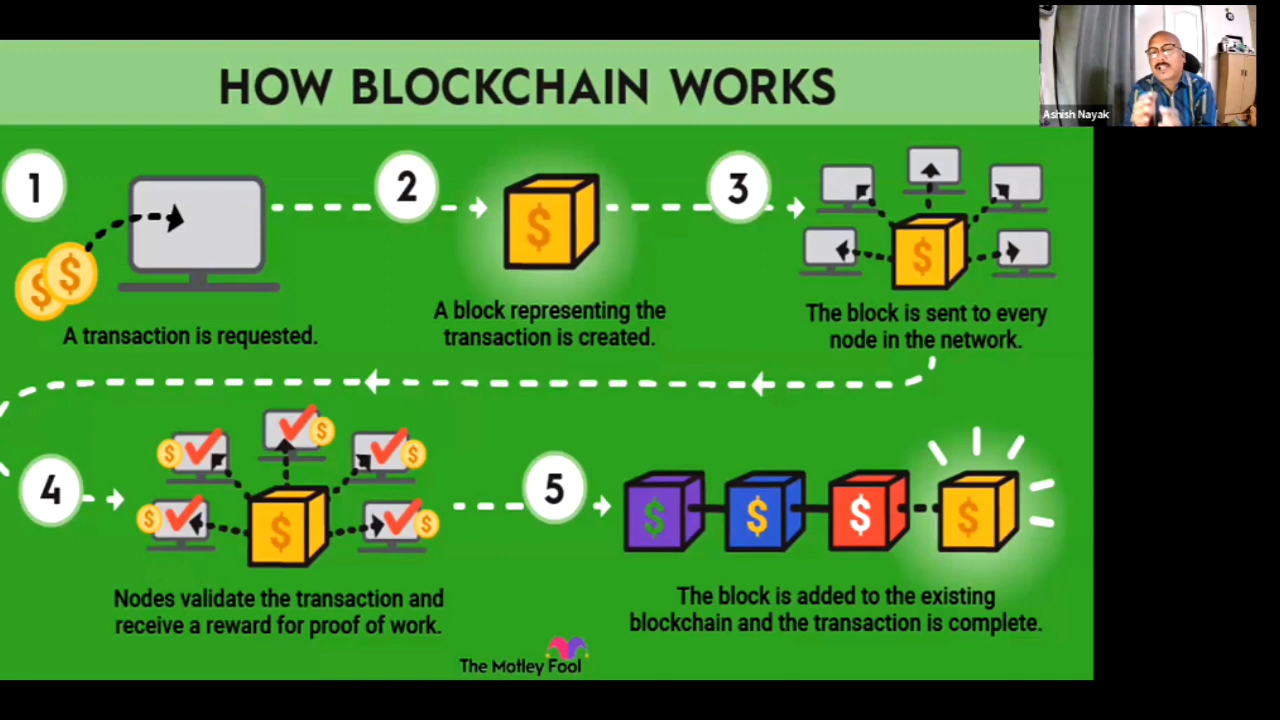 HOW BLOCKCHAIN WORKS
Ashish Nayak
1
2
3
$
$
$
$
A transaction is requested.
A block representing the
transaction is created.
The block is sent to every
node in the network.
4
$
$
$
$
$
$
5
$
$
$
$
Nodes validate the transaction and
receive a reward for proof of work.
The block is added to the existing
blockchain and the transaction is complete.
The Motley Fool